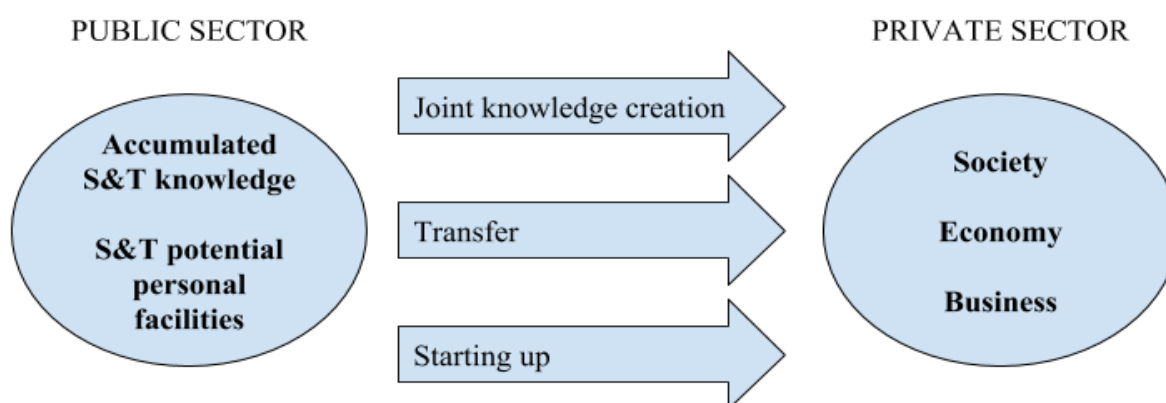 PUBLIC SECTOR
PRIVATE SECTOR
Accumulated
S&T knowledge
S&T potential
personal
facilities
Joint knowledge creation
Transfer
Starting up
Society
Economy
Business